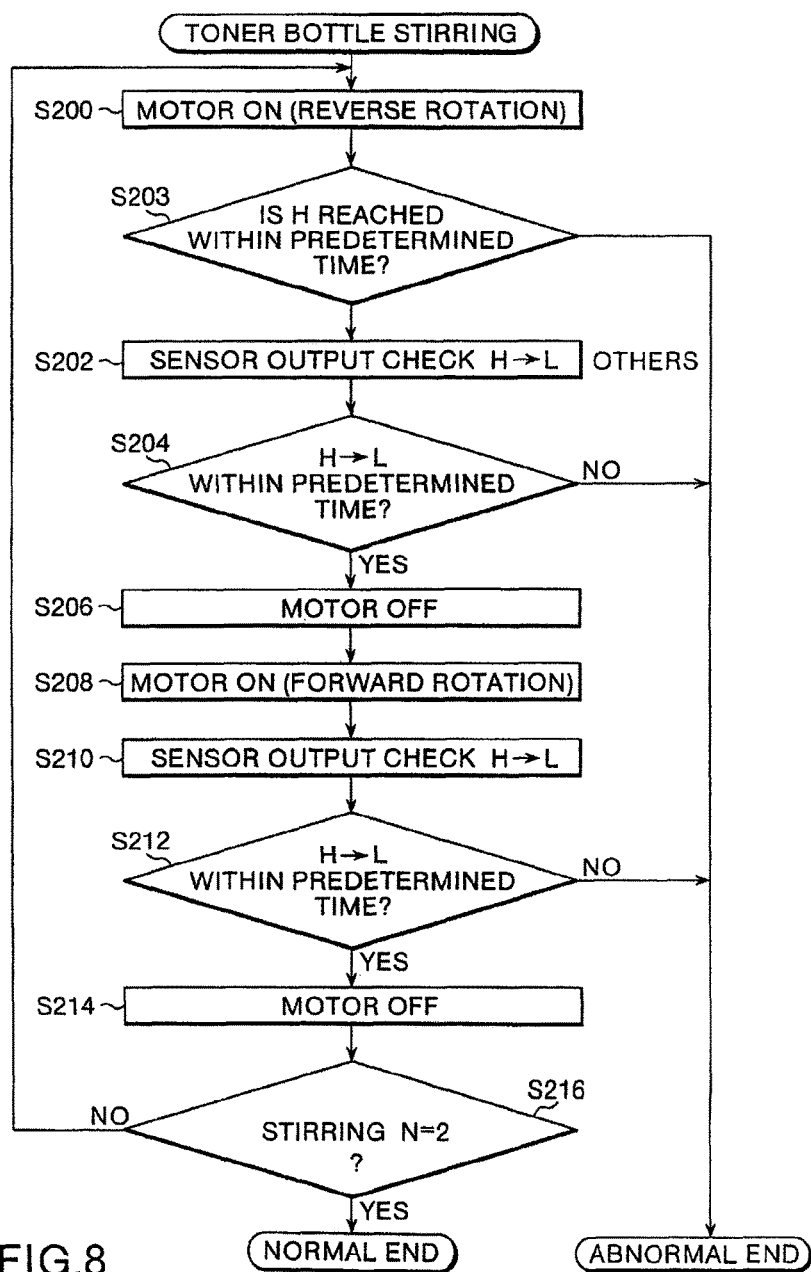 TONER BOTTLE STIRRING
S200 MOTOR ON (REVERSE ROTATION)
S203
IS H REACHED
WITHIN PREDETERMINED
TIME?
S202 SENSOR OUTPUT CHECK H→L OTHERS
S204
H→L
WITHIN PREDETERMINED
TIME?
NO
YES
S206 MOTOR OFF
S208 MOTOR ON (FORWARD ROTATION)
S210 SENSOR OUTPUT CHECK H→L
S212
H→L
WITHIN PREDETERMINED
TIME?
NO
YES
S214 MOTOR OFF
S216
NO
STIRRING N=2
?
YES
FIG.8
NORMAL END
ABNORMAL END